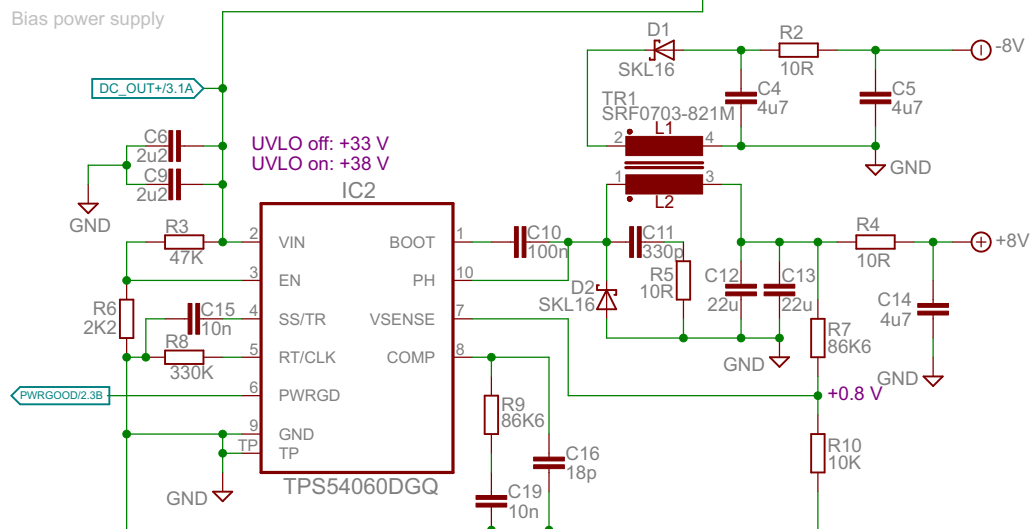 Bias power supply
D1
SKL16
R2
10R
-8V
DC_OUT+/3.1A
TR1
SRF0703-821M
C4
4u7
C5
4u7
L1
2
4
GND
C6
2u2
C9
2u2
GND
UVLO off: +33 V
UVLO on: +38 V
1
3
L2
IC2
R3
47K
2
VIN
BOOT
1
C10
100n
C11
330p
R4
10R
+8V
3
EN
PH
10
R5
10R
D2
SKL16
C12
22u
C13
22u
R6
2K2
C15
10n
4
SS/TR
VSENSE
7
C14
4u7
R8
330K
5
RT/CLK
COMP
8
GND
R7
86K6
GND
PWRGOOD/2.3B
6
PWRGD
+0.8 V
R9
86K6
9
GND
TP
TP
R10
10K
C16
18p
GND
TPS54060DGQ
C19
10n